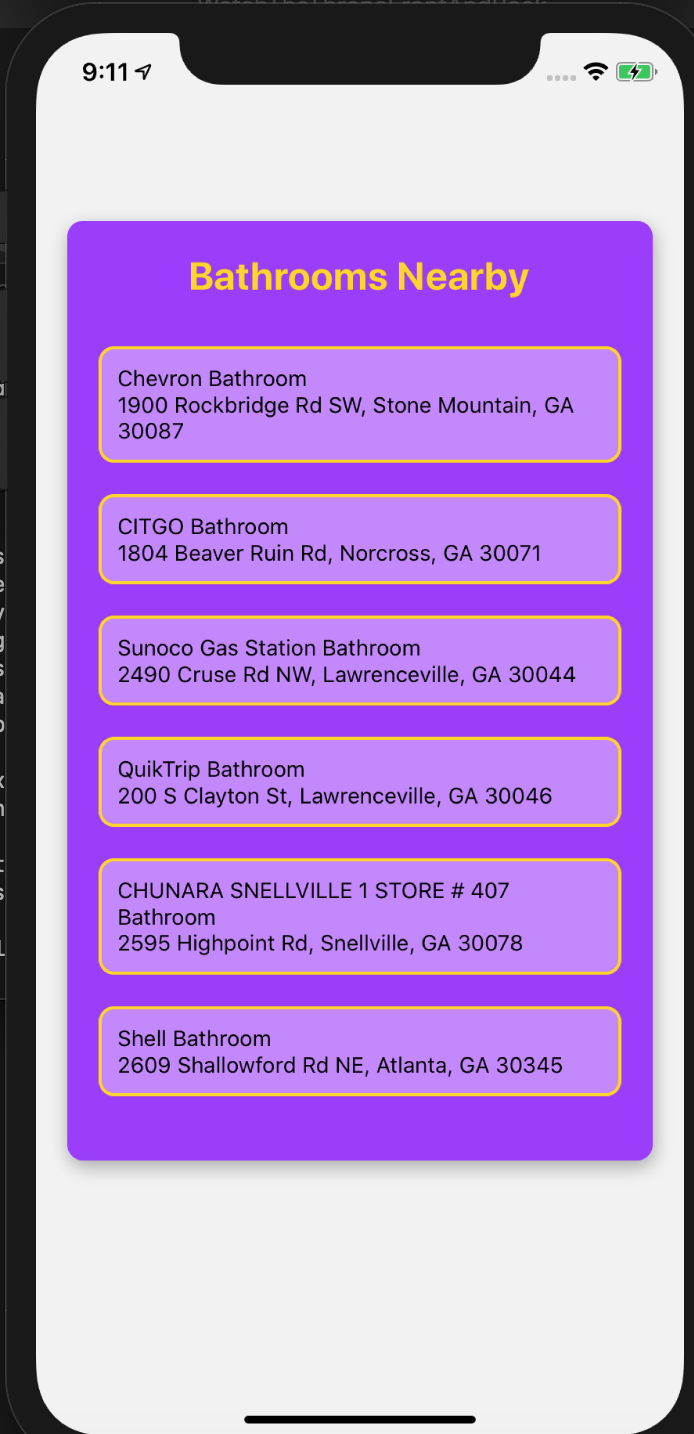 WatchTheThroneFrontAndBack
9:11
Bathrooms Nearby
Chevron Bathroom
1900 Rockbridge Rd SW, Stone Mountain, GA
30087
CITGO Bathroom
1804 Beaver Ruin Rd, Norcross, GA 30071
Sunoco Gas Station Bathroom
2490 Cruse Rd NW, Lawrenceville, GA 30044
QuikTrip Bathroom
200 S Clayton St, Lawrenceville, GA 30046
CHUNARA SNELLVILLE 1 STORE # 407
Bathroom
2595 Highpoint Rd, Snellville, GA 30078
Shell Bathroom
2609 Shallowford Rd NE, Atlanta, GA 30345